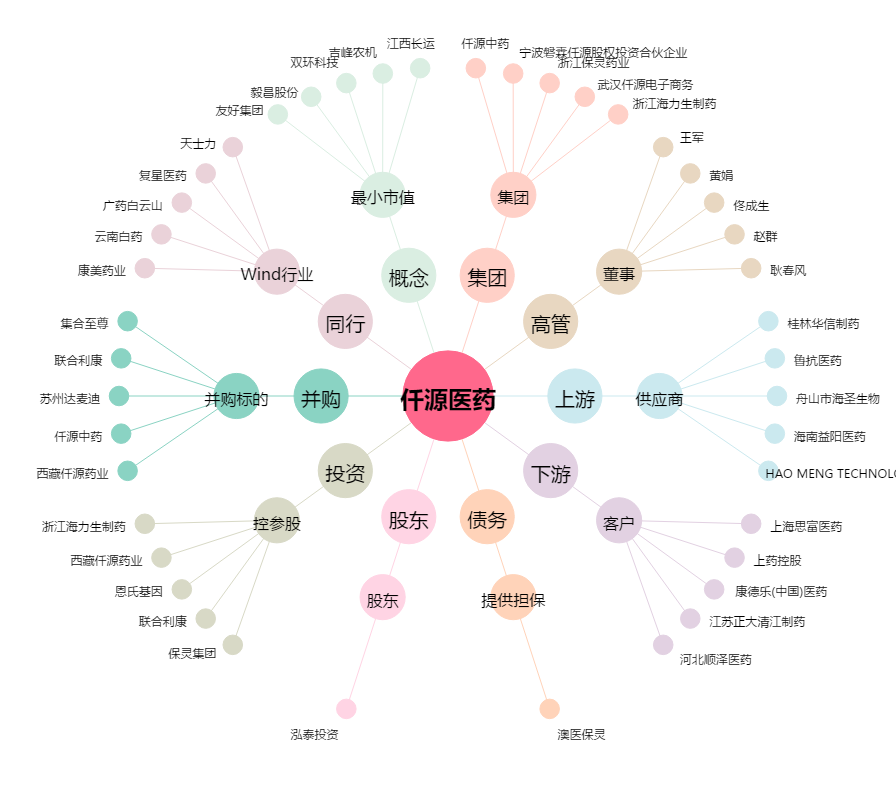 江西长运
仟源中药
吉峰农机
宁波磐霖仟源股权投资合伙企业
双环科技
浙江保灵药业
毅昌股份
武汉仟源电子商务
友好集团
浙江海力生制药
天士力
王军
复星医药
最小市值
集团
黄娟
广药白云山
佟成生
云南白药
赵群
康美药业
Wind行业
概念
集团
董事
耿春风
集合至尊
同行
高管
桂林华信制药
联合利康
鲁抗医药
苏州达麦迪
并购标的
并购
仟源医药
上游
供应商
舟山市海圣生物
仟源中药
海南益阳医药
西藏仟源药业
投资
下游
HAO MENG TECHNOLO
浙江海力生制药
控参股
股东
债务
客户
上海思富医药
西藏仟源药业
上药控股
恩氏基因
股东
提供担保
康德乐(中国)医药
联合利康
江苏正大清江制药
保灵集团
河北顺泽医药
泓泰投资
澳医保灵